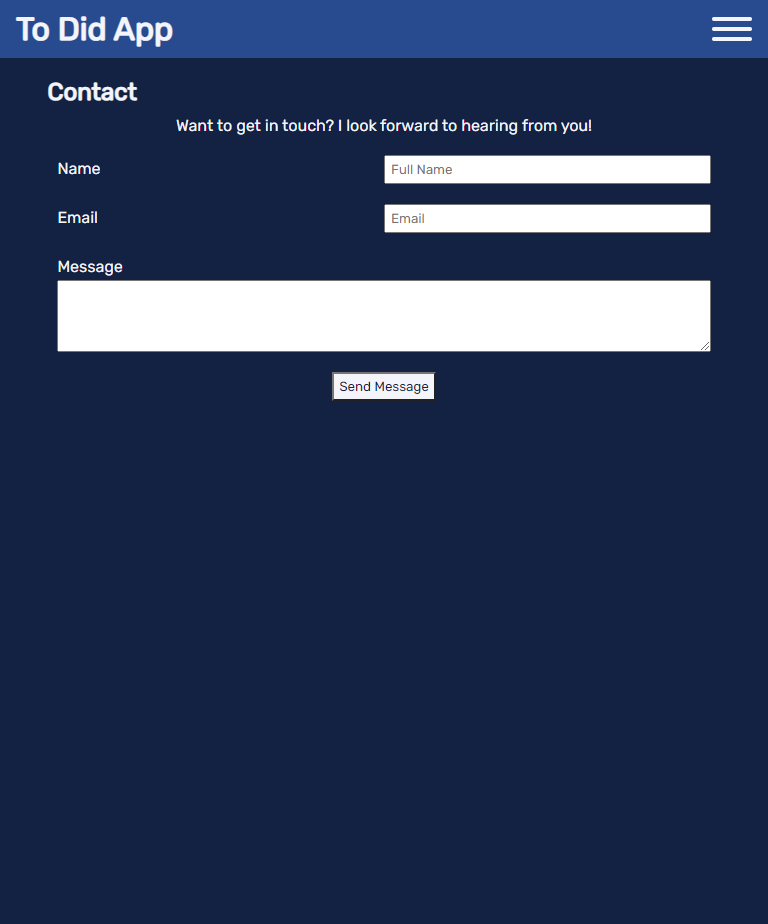 To Did App
Contact
Want to get in touch? I look forward to hearing from you!
Name
Full Name
Email
Email
Message
Send Message